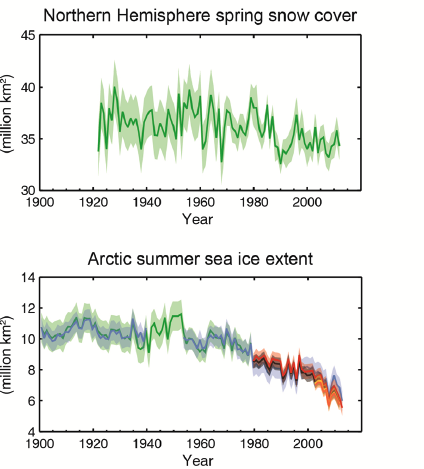 Northern Hemisphere spring snow cover
45
40
35
30
(million km²)
1900 1920 1940 1960 1980 2000
Year
Arctic summer sea ice extent
14
12
10
8
6
4
(million km²)
1900 1920 1940 1960 1980 2000
Year